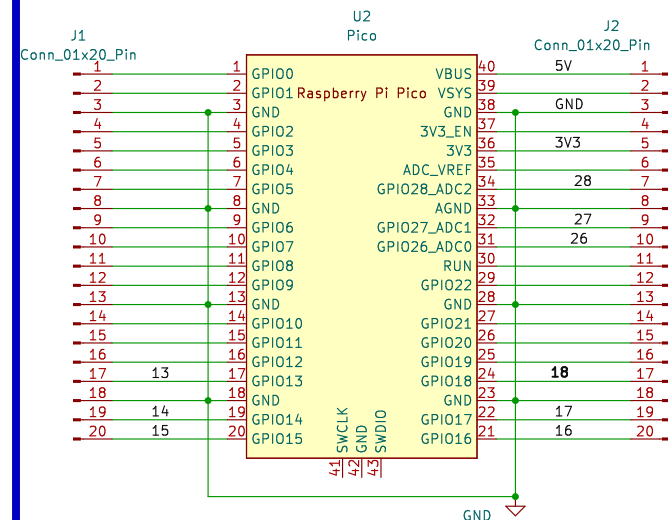 U2
Pico
J1
Conn_01x20_Pin
J2
Conn_01x20_Pin
1 1 GPIO0 VBUS 40 5V 1
2 2 GPIO1 Raspberry Pi Pico VSYS 39 2
3 3 GND GND 38 GND 3
4 4 GPIO2 3V3_EN 37 4
5 5 GPIO3 3V3 36 3V3 5
6 6 GPIO4 ADC_VREF 35 6
7 7 GPIO5 GPIO28_ADC2 34 28 7
8 8 GND AGND 33 8
9 9 GPIO6 GPIO27_ADC1 32 27 9
10 10 GPIO7 GPIO26_ADC0 31 26 10
11 11 GPIO8 RUN 30 11
12 12 GPIO9 GPIO22 29 12
13 13 GND GND 28 13
14 14 GPIO10 GPIO21 27 14
15 15 GPIO11 GPIO20 26 15
16 16 GPIO12 GPIO19 25 16
17 13 17 GPIO13 GPIO18 24 18 17
18 18 GND GND 23 18
19 14 19 GPIO14 GPIO17 22 17 19
20 15 20 GPIO15 GPIO16 21 16 20
SWCLK
GND
SWDIO
41
42
43
GND